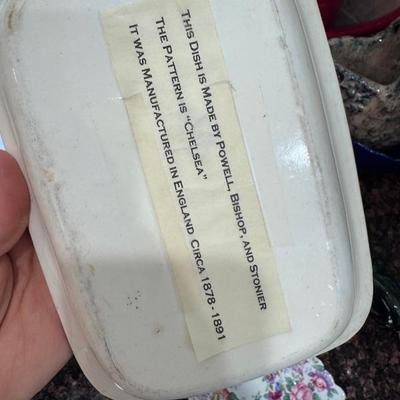 This Dish is Made by Powell, Bishop, and Stonier
The Pattern is "Chelsea"
It was Manufactured in England Circa 1878-1891